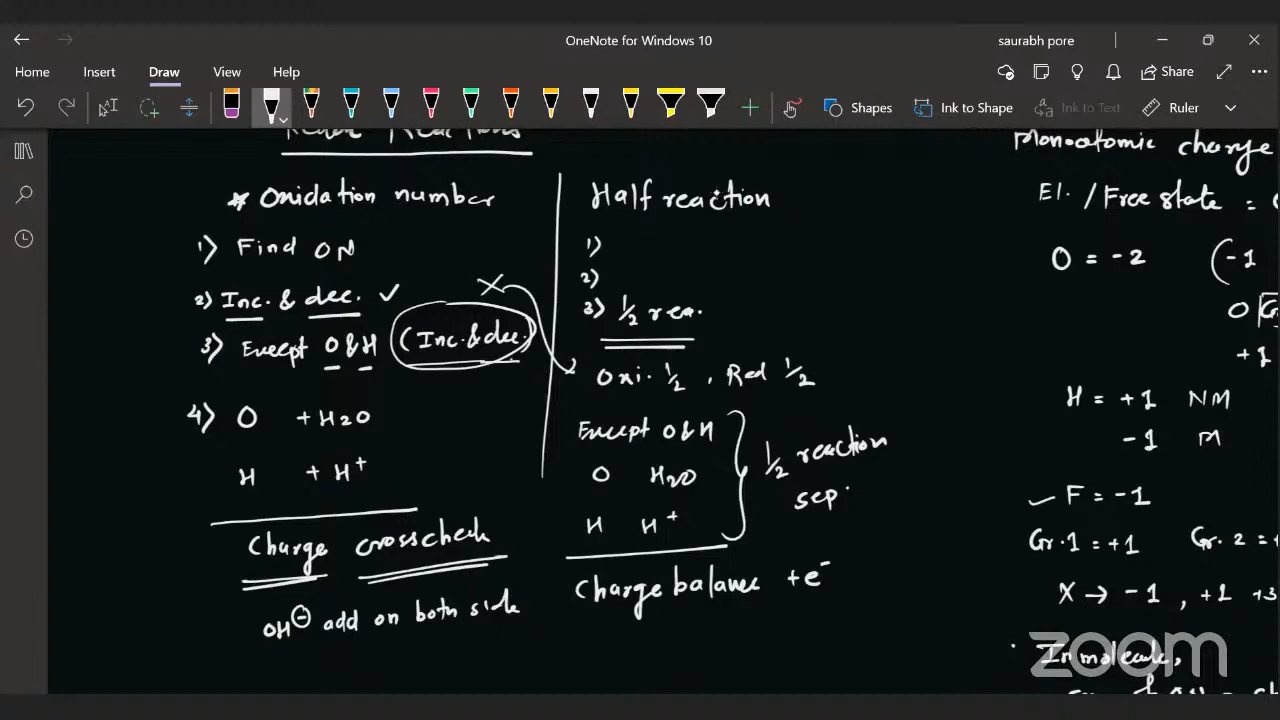 OneNote for Windows 10
saurabh pore
Home Insert Draw View Help
Share
Shapes
Ink to Shape
Ink to Text
Ruler
* Oxidation number
1) Find ON
2) Inc. & dec. ✓
3) Except O & H (Inc. & dec.)
4) O + H2O
H + H+
Charge crosscheck
OH⊖ add on both side
Half reaction
1)
2)
3) 1/2 rea.
Oxi. 1/2 , Red 1/2
Except O & H
O H2O
H H+
1/2 reaction
sep.
Charge balance + e-
Monoatomic charge
El. / Free state =
O = -2 (-1
O
+1
H = +1 NM
-1 M
✓ F = -1
Gr. 1 = +1 Gr. 2 = +
X → -1 , +1 +3
In molecule,
zoom